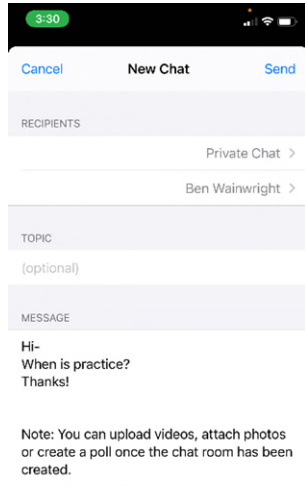 3:30
Cancel New Chat Send
RECIPIENTS
Private Chat
Ben Wainwright
TOPIC
(optional)
MESSAGE
Hi-
When is practice?
Thanks!
Note: You can upload videos, attach photos
or create a poll once the chat room has been
created.